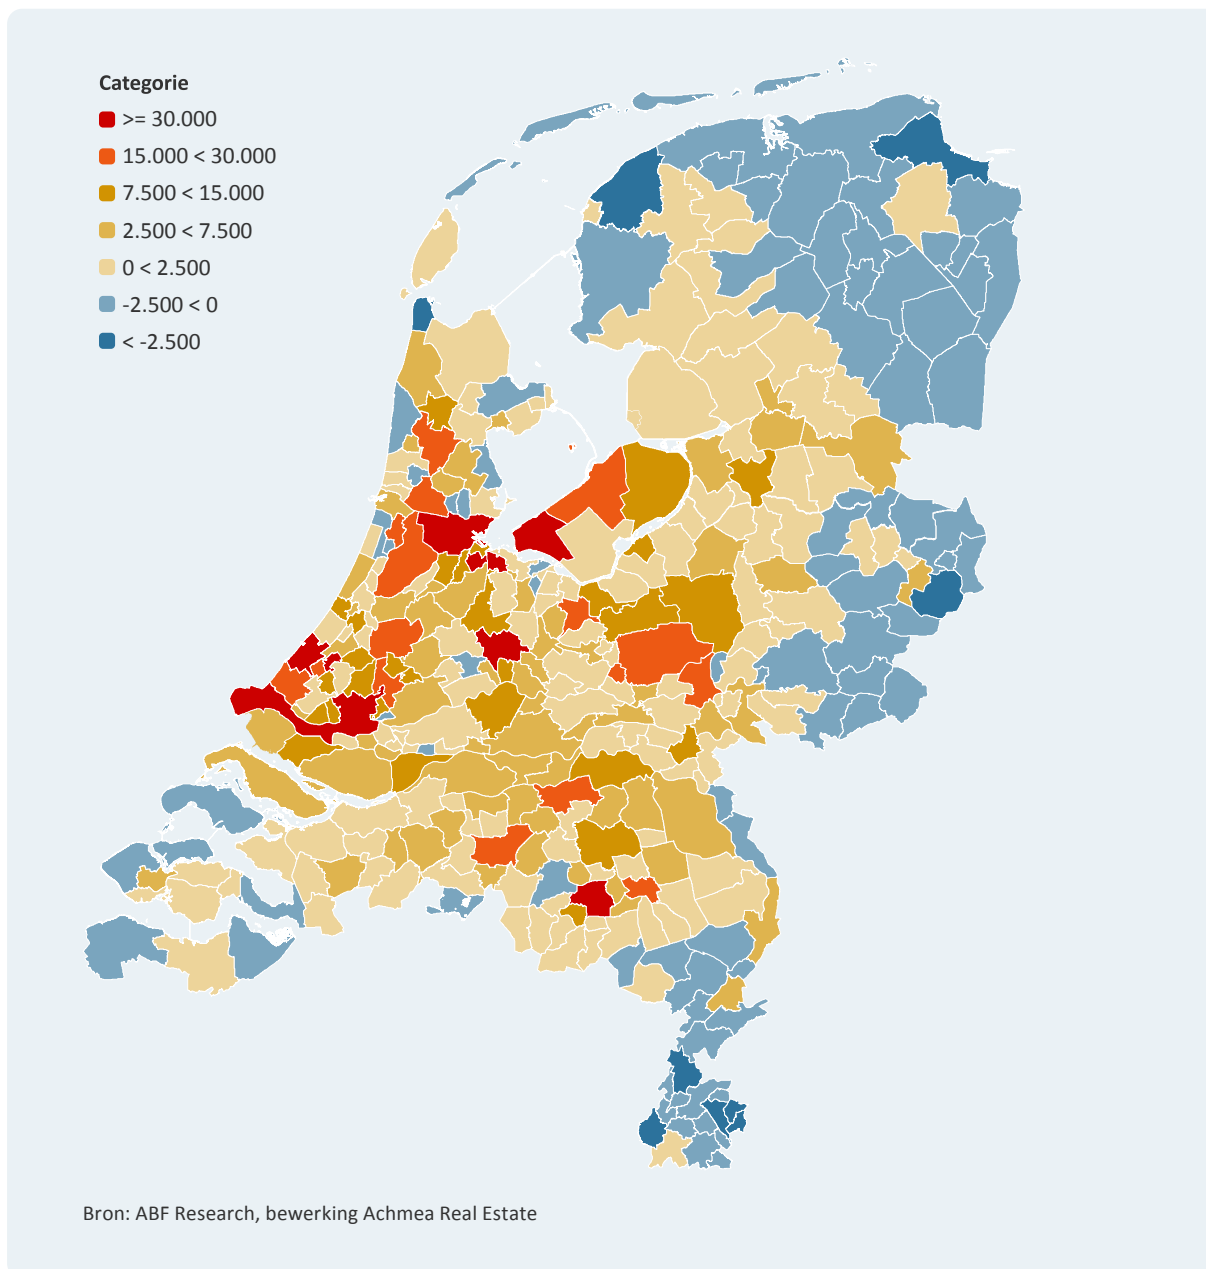 Categorie
>= 30.000
15.000 < 30.000
7.500 < 15.000
2.500 < 7.500
0 < 2.500
-2.500 < 0
< -2.500
Bron: ABF Research, bewerking Achmea Real Estate